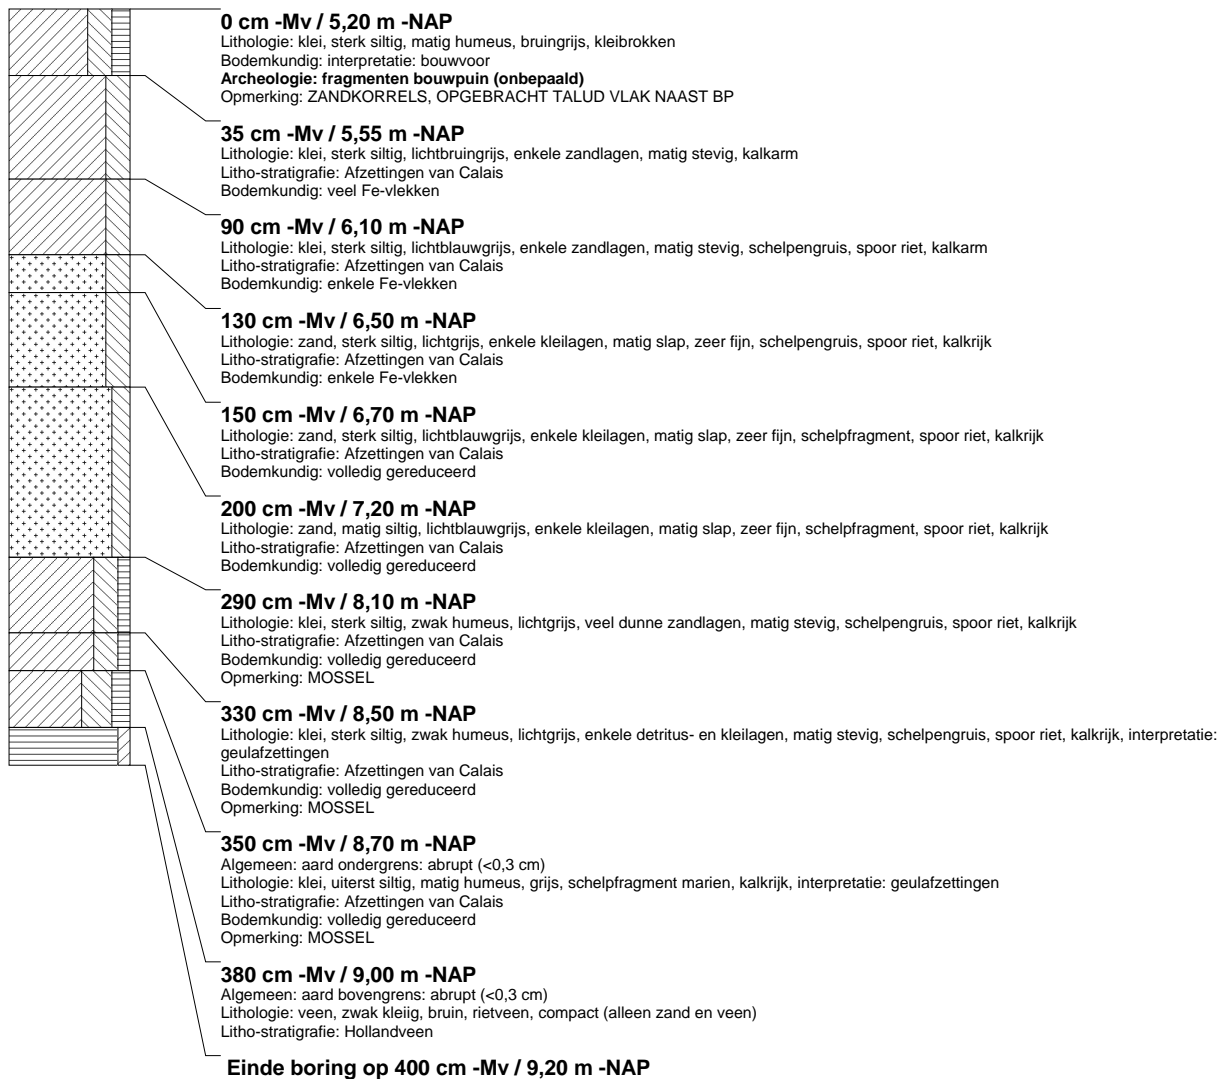 0 cm -Mv / 5,20 m -NAP
Lithologie: klei, sterk siltig, matig humeus, bruingrijs, kleibrokken
Bodemkundig: interpretatie: bouwvoor
Archeologie: fragmenten bouwpuin (onbepaald)
Opmerking: ZANDKORRELS, OPGEBRACHT TALUD VLAK NAAST BP
35 cm -Mv / 5,55 m -NAP
Lithologie: klei, sterk siltig, lichtbruingrijs, enkele zandlagen, matig stevig, kalkarm
Litho-stratigrafie: Afzettingen van Calais
Bodemkundig: veel Fe-vlekken
90 cm -Mv / 6,10 m -NAP
Lithologie: klei, sterk siltig, lichtblauwgrijs, enkele zandlagen, matig stevig, schelpengruis, spoor riet, kalkarm
Litho-stratigrafie: Afzettingen van Calais
Bodemkundig: enkele Fe-vlekken
130 cm -Mv / 6,50 m -NAP
Lithologie: zand, sterk siltig, lichtgrijs, enkele kleilagen, matig slap, zeer fijn, schelpengruis, spoor riet, kalkrijk
Litho-stratigrafie: Afzettingen van Calais
Bodemkundig: enkele Fe-vlekken
150 cm -Mv / 6,70 m -NAP
Lithologie: zand, sterk siltig, lichtblauwgrijs, enkele kleilagen, matig slap, zeer fijn, schelpfragment, spoor riet, kalkrijk
Litho-stratigrafie: Afzettingen van Calais
Bodemkundig: volledig gereduceerd
200 cm -Mv / 7,20 m -NAP
Lithologie: zand, matig siltig, lichtblauwgrijs, enkele kleilagen, matig slap, zeer fijn, schelpfragment, spoor riet, kalkrijk
Litho-stratigrafie: Afzettingen van Calais
Bodemkundig: volledig gereduceerd
290 cm -Mv / 8,10 m -NAP
Lithologie: klei, sterk siltig, zwak humeus, lichtgrijs, veel dunne zandlagen, matig stevig, schelpengruis, spoor riet, kalkrijk
Litho-stratigrafie: Afzettingen van Calais
Bodemkundig: volledig gereduceerd
Opmerking: MOSSEL
330 cm -Mv / 8,50 m -NAP
Lithologie: klei, sterk siltig, zwak humeus, lichtgrijs, enkele detritus- en kleilagen, matig stevig, schelpengruis, spoor riet, kalkrijk, interpretatie:
geulafzettingen
Litho-stratigrafie: Afzettingen van Calais
Bodemkundig: volledig gereduceerd
Opmerking: MOSSEL
350 cm -Mv / 8,70 m -NAP
Algemeen: aard ondergrens: abrupt (<0,3 cm)
Lithologie: klei, uiterst siltig, matig humeus, grijs, schelpfragment marien, kalkrijk, interpretatie: geulafzettingen
Litho-stratigrafie: Afzettingen van Calais
Bodemkundig: volledig gereduceerd
Opmerking: MOSSEL
380 cm -Mv / 9,00 m -NAP
Algemeen: aard bovengrens: abrupt (<0,3 cm)
Lithologie: veen, zwak kleiig, bruin, rietveen, compact (alleen zand en veen)
Litho-stratigrafie: Hollandveen
Einde boring op 400 cm -Mv / 9,20 m -NAP